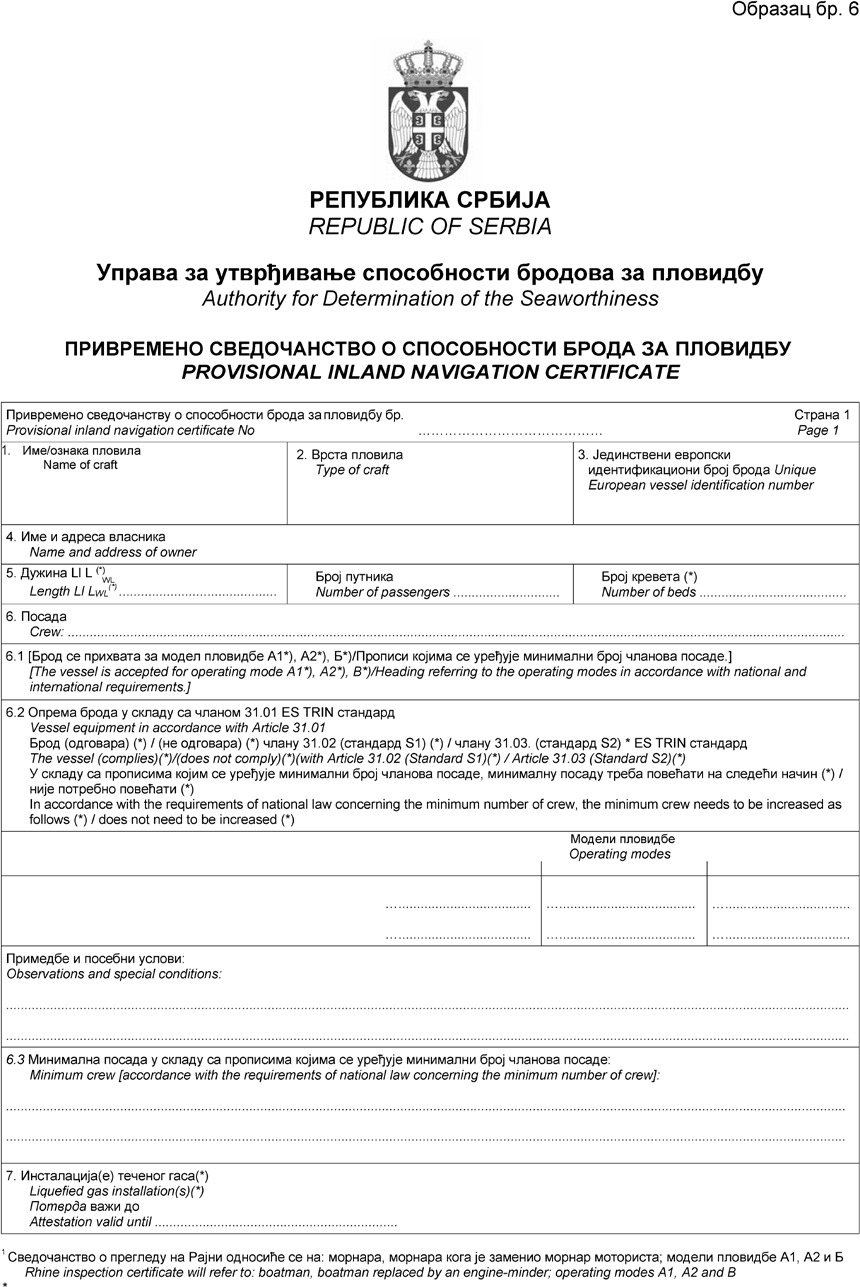 Образац бр. 6
РЕПУБЛИКА СРБИЈА
REPUBLIC OF SERBIA
Управа за утврђивање способности бродова за пловидбу
Authority for Determination of the Seaworthiness
ПРИВРЕМЕНО СВЕДОЧАНСТВО О СПОСОБНОСТИ БРОДА ЗА ПЛОВИДБУ
PROVISIONAL INLAND NAVIGATION CERTIFICATE
Привремено сведочанству о способности брода за пловидбу бр.
Provisional inland navigation certificate No ……………………………………
Страна 1
Page 1
1. Име/ознака пловила
Name of craft
2. Врста пловила
Type of craft
3. Јединствени европски
идентификациони број брода Unique
European vessel identification number
4. Име и адреса власника
Name and address of owner
5. Дужина LI L (*) WL
Length LI LWL(*) ...........................................
Број путника
Number of passengers .............................
Број кревета (*)
Number of beds ........................................
6. Посада
Crew: ................................................................................
6.1 [Брод се прихвата за модел пловидбе А1*), А2*), Б*)/Прописи којима се уређује минимални број чланова посаде.]
[The vessel is accepted for operating mode A1*), A2*), B*)/Heading referring to the operating modes in accordance with national and
international requirements.]
6.2 Опрема брода у складу са чланом 31.01 ES TRIN стандард
Vessel equipment in accordance with Article 31.01
Брод (одговара) (*) / (не одговара) (*) члану 31.02 (стандард S1) (*) / члану 31.03. (стандард S2) * ES TRIN стандард
The vessel (complies)(*)/(does not comply)(*)(with Article 31.02 (Standard S1)(*) / Article 31.03 (Standard S2)(*)
У складу са прописима којим се уређује минимални број чланова посаде, минималну посаду треба повећати на следећи начин (*) /
није потребно повећати (*)
In accordance with the requirements of national law concerning the minimum number of crew, the minimum crew needs to be increased as
follows (*) / does not need to be increased (*)
Модели пловидбе
Operating modes
…..................................... …..................................... …....................................
…..................................... …..................................... …....................................
Примедбе и посебни услови:
Observations and special conditions:
................................................................................
................................................................................
6.3 Минимална посада у складу са прописима којима се уређује минимални број чланова посаде:
Minimum crew [accordance with the requirements of national law concerning the minimum number of crew]:
................................................................................
................................................................................
7. Инсталација(е) теченог гаса(*)
Liquefied gas installation(s)(*)
Потврда важи до
Attestation valid until ..................................................................
1 Сведочанство о прегледу на Рајни односиће се на: морнара, морнара кога је заменио морнар моториста; модели пловидбе А1, А2 и Б
Rhine inspection certificate will refer to: boatman, boatman replaced by an engine-minder; operating modes A1, A2 and B
*